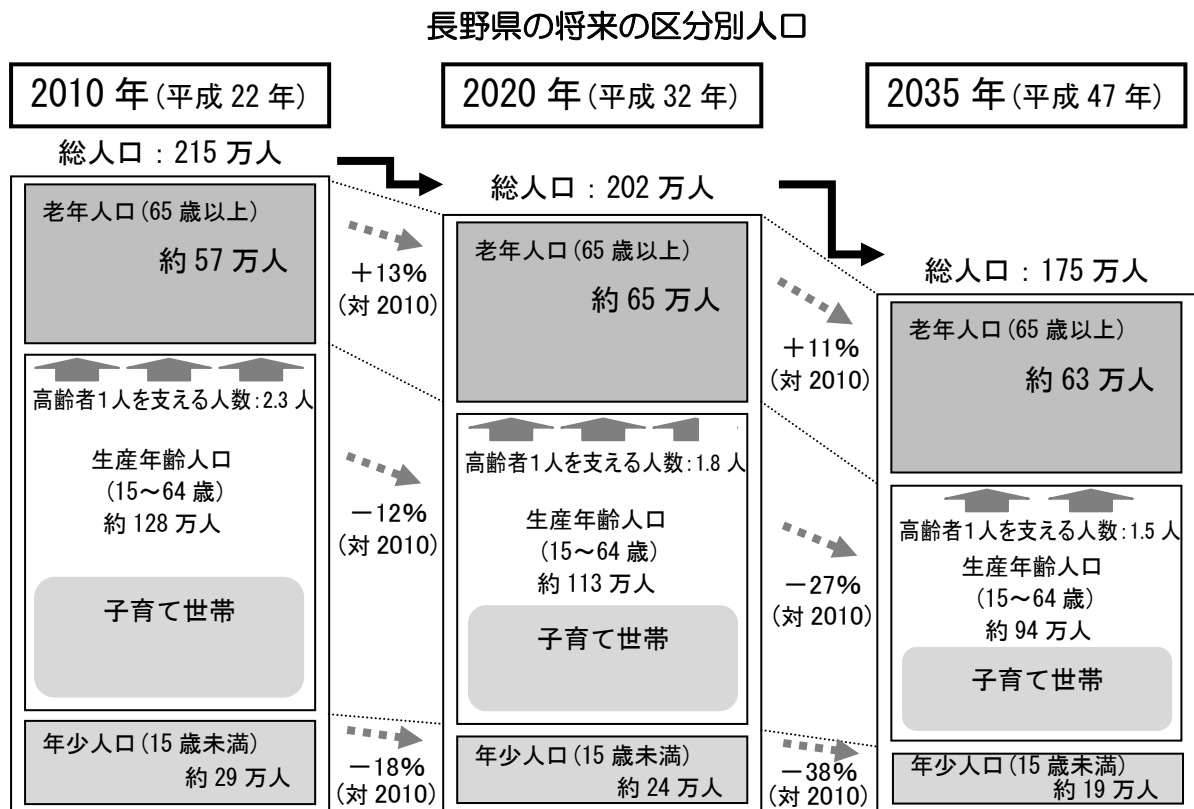 長野県の将来の区分別人口
2010 年(平成 22 年)
総人口：215 万人
老年人口(65 歳以上)
約 57 万人
高齢者1人を支える人数:2.3 人
生産年齢人口
(15～64 歳)
約 128 万人
子育て世帯
年少人口(15 歳未満)
約 29 万人
＋13%
(対 2010)
－12%
(対 2010)
－18%
(対 2010)
2020 年(平成 32 年)
総人口：202 万人
老年人口(65 歳以上)
約 65 万人
高齢者1人を支える人数:1.8 人
生産年齢人口
(15～64 歳)
約 113 万人
子育て世帯
年少人口(15 歳未満)
約 24 万人
＋11%
(対 2010)
－27%
(対 2010)
－38%
(対 2010)
2035 年(平成 47 年)
総人口：175 万人
老年人口(65 歳以上)
約 63 万人
高齢者1人を支える人数:1.5 人
生産年齢人口
(15～64 歳)
約 94 万人
子育て世帯
年少人口(15 歳未満)
約 19 万人